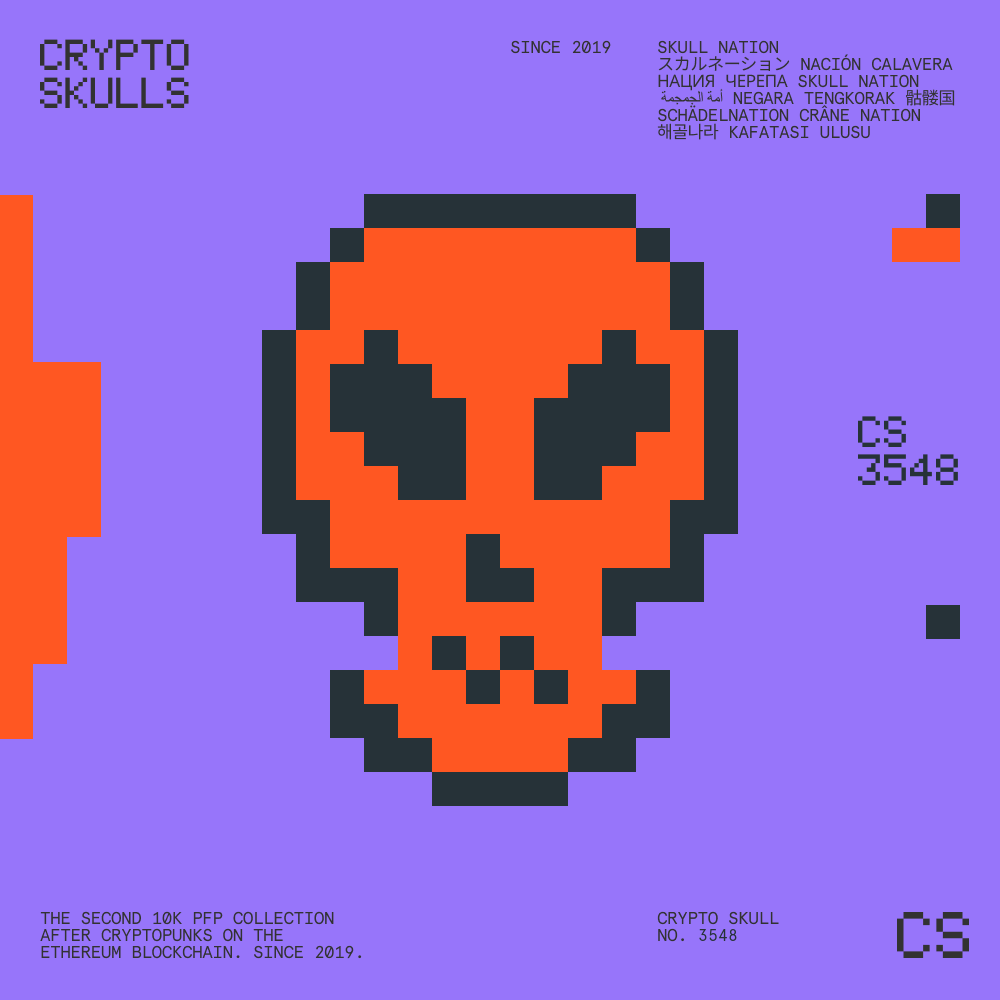 CRYPTO
SKULLS
SINCE 2019
SKULL NATION
スカルネーション NACIÓN CALAVERA
НАЦИЯ ЧЕРЕПА SKULL NATION
أمة الجمجمة NEGARA TENGKORAK 骷髅国
SCHÄDELNATION CRÂNE NATION
해골나라 KAFATASI ULUSU
CS
3548
THE SECOND 10K PFP COLLECTION
AFTER CRYPTOPUNKS ON THE
ETHEREUM BLOCKCHAIN. SINCE 2019.
CRYPTO SKULL
NO. 3548
CS